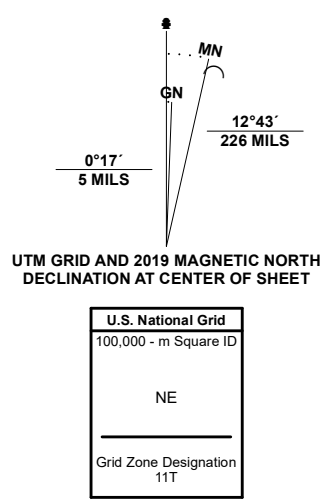 MN
GN
12°43´
226 MILS
0°17´
5 MILS
UTM GRID AND 2019 MAGNETIC NORTH
DECLINATION AT CENTER OF SHEET
U.S. National Grid
100,000 - m Square ID
NE
Grid Zone Designation
11T